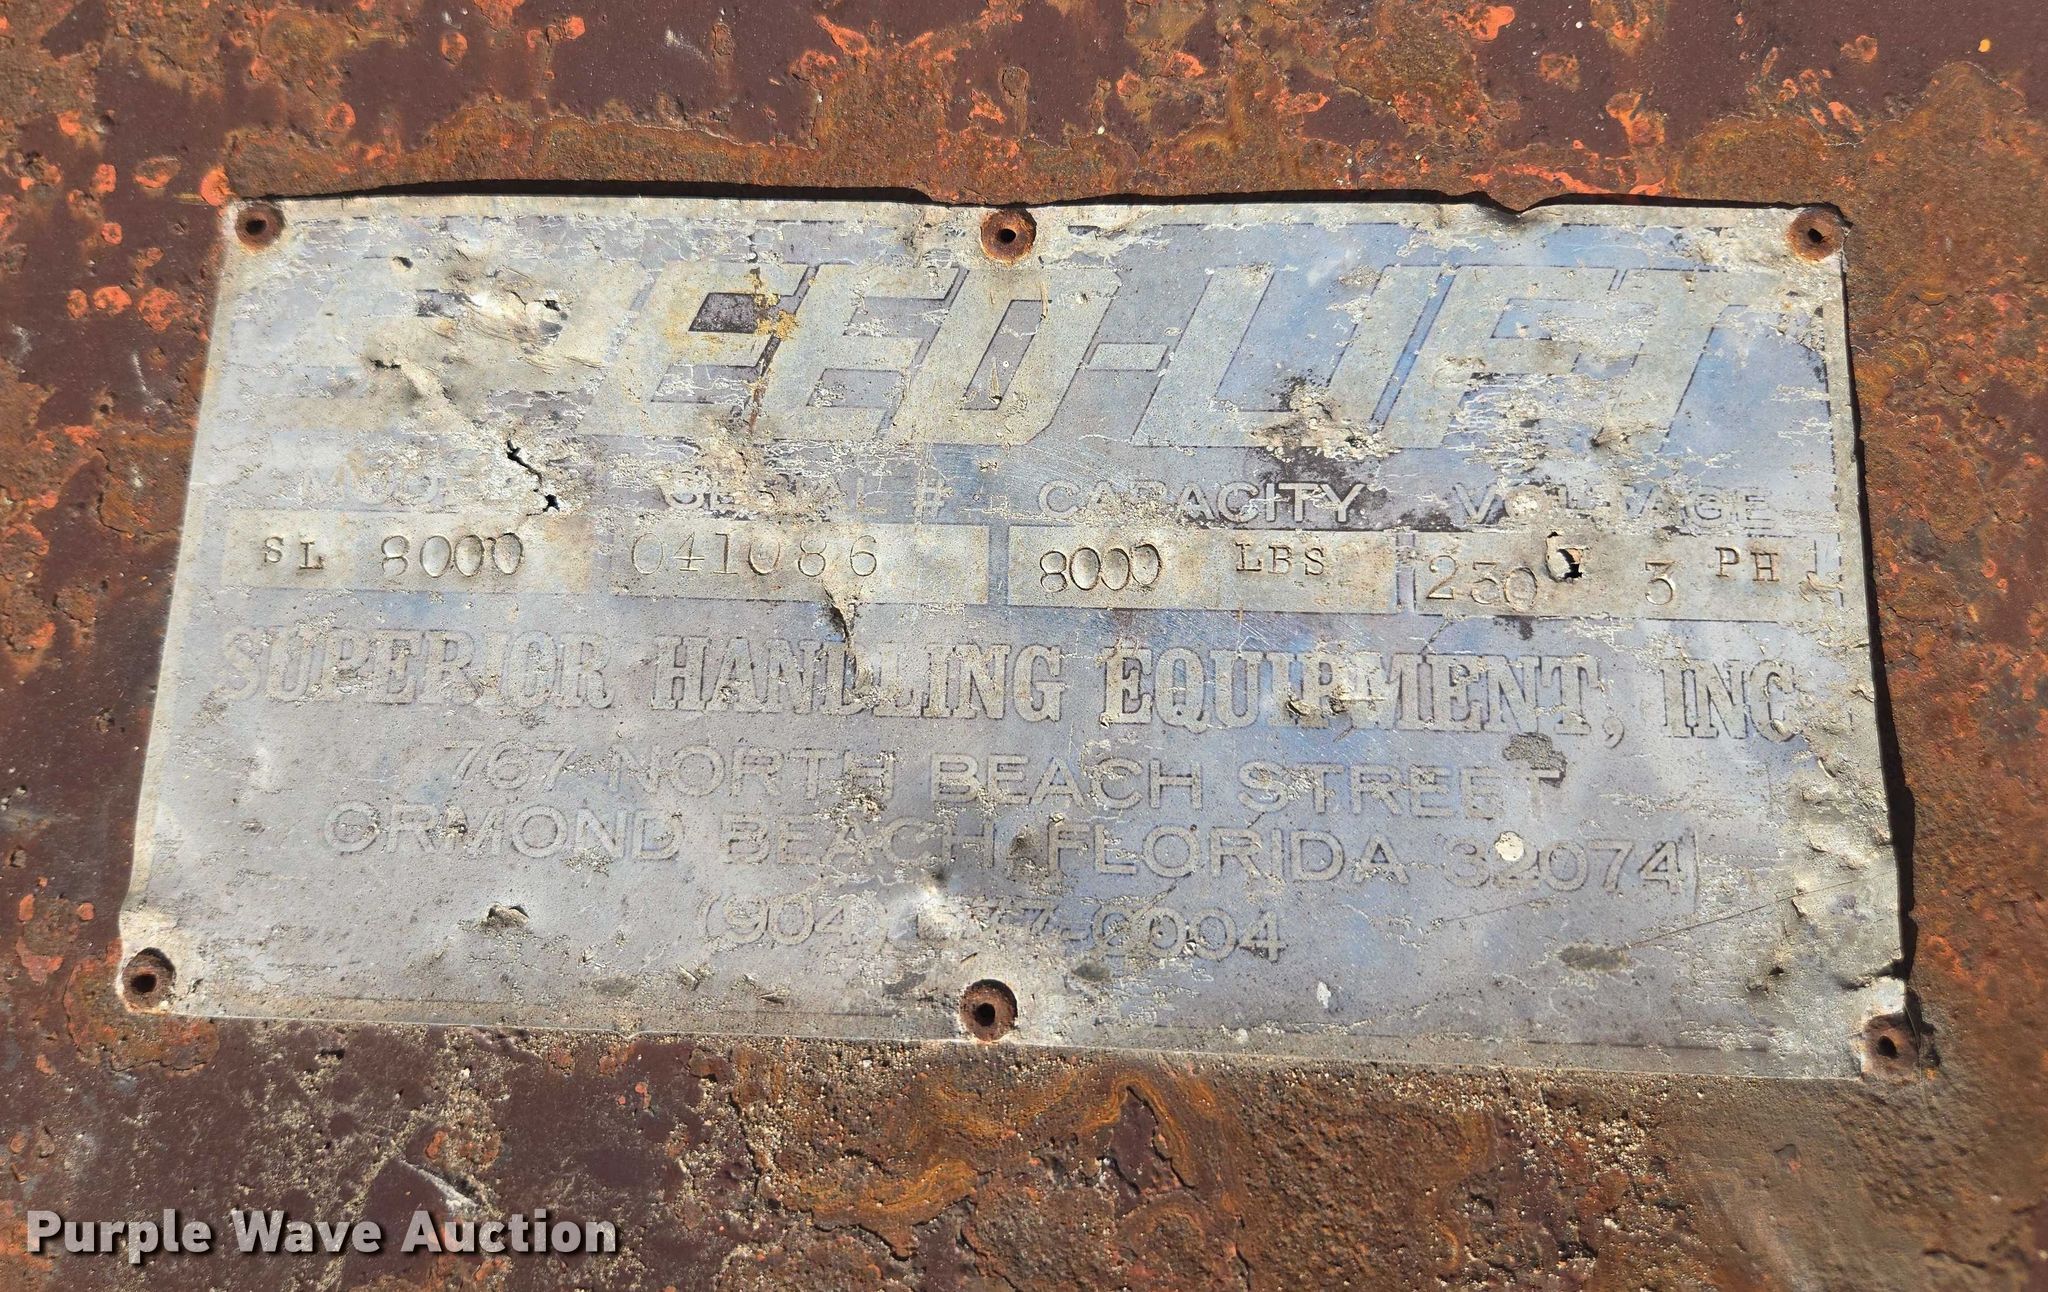 SPEED-LIFT
MODEL SERIAL # CAPACITY VOLTAGE
SL 8000 041086 8000 LBS 230 3 PH
SUPERIOR HANDLING EQUIPMENT, INC
767 NORTH BEACH STREET
ORMOND BEACH, FLORIDA 32074
(904)
Purple Wave Auction